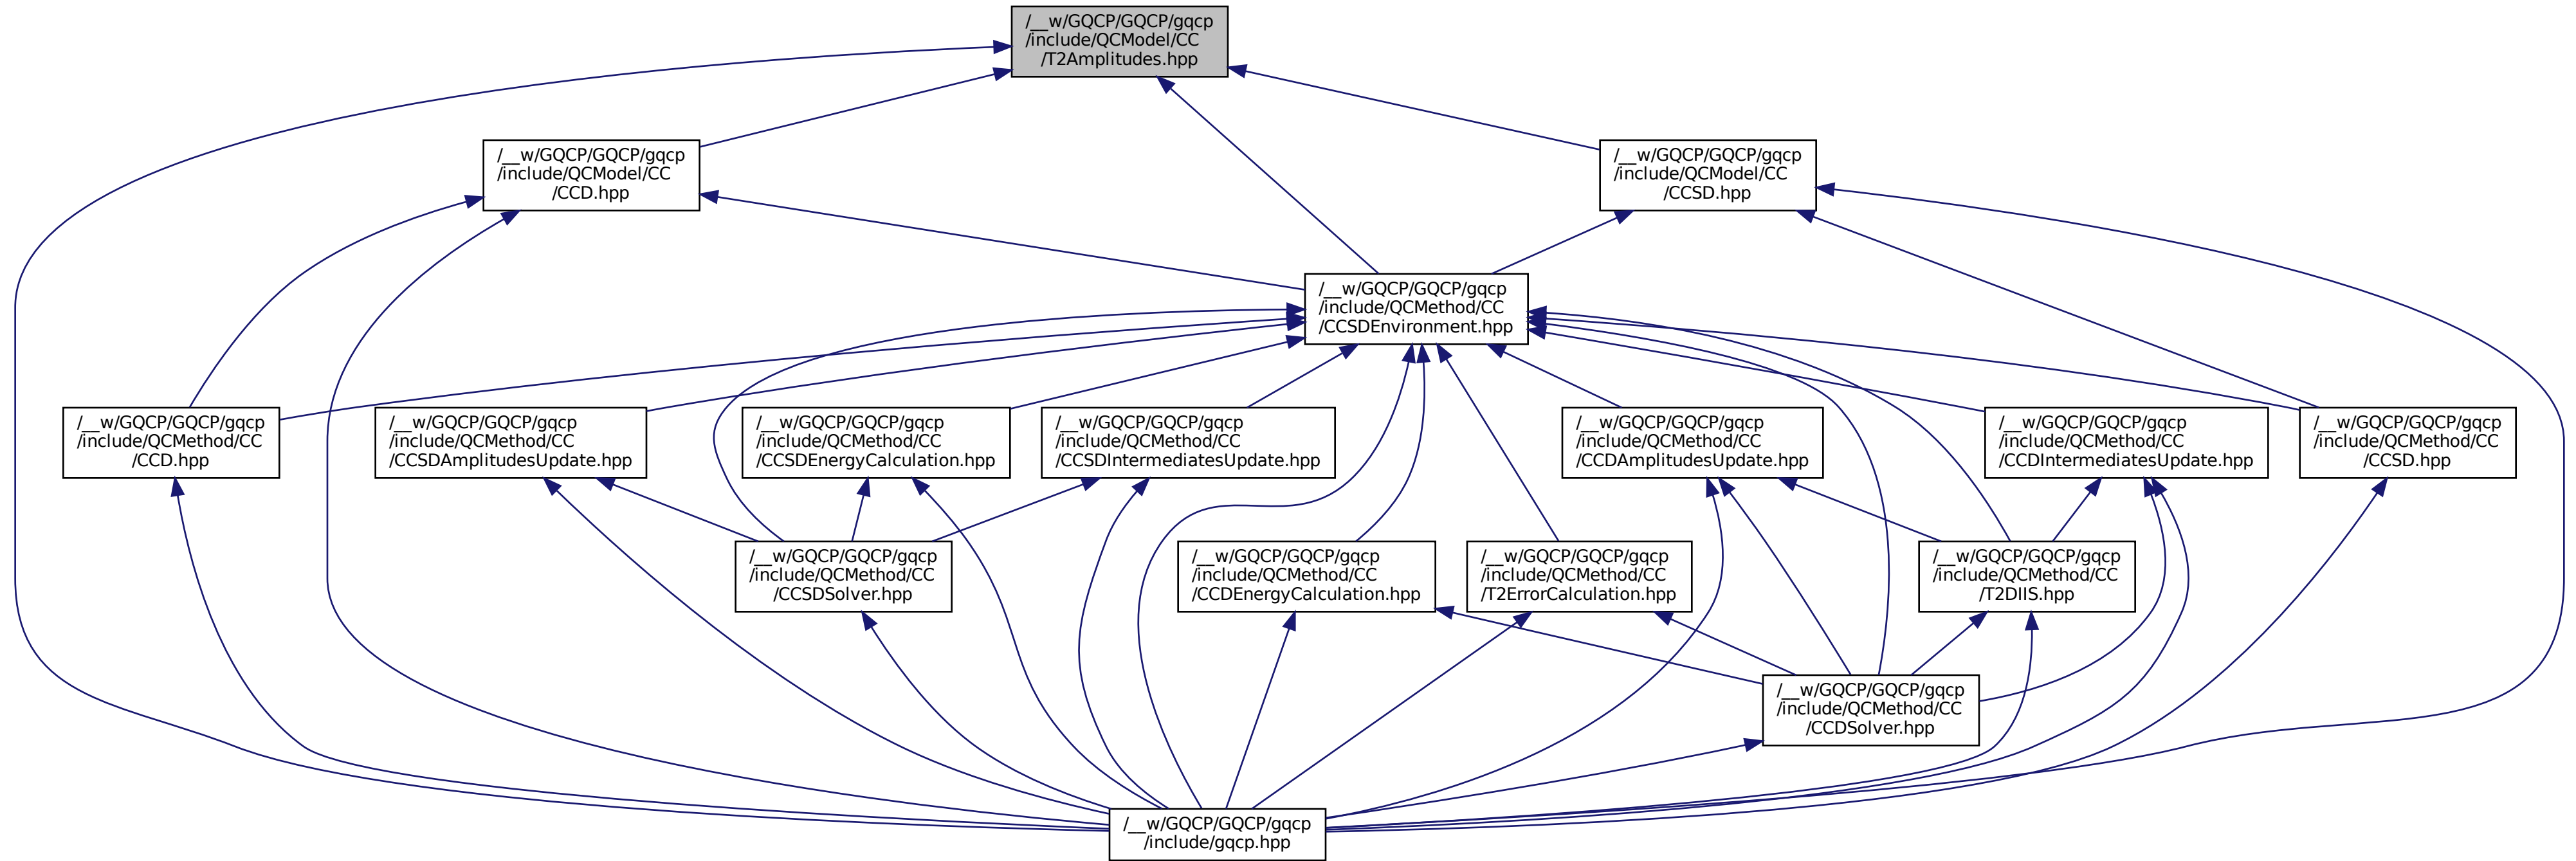 /__w/GQCP/GQCP/gqcp
/include/QCModel/CC
/T2Amplitudes.hpp
/__w/GQCP/GQCP/gqcp
/include/QCModel/CC
/CCD.hpp
/__w/GQCP/GQCP/gqcp
/include/QCModel/CC
/CCSD.hpp
/__w/GQCP/GQCP/gqcp
/include/QCMethod/CC
/CCSDEnvironment.hpp
/__w/GQCP/GQCP/gqcp
/include/QCMethod/CC
/CCD.hpp
/__w/GQCP/GQCP/gqcp
/include/QCMethod/CC
/CCSDAmplitudesUpdate.hpp
/__w/GQCP/GQCP/gqcp
/include/QCMethod/CC
/CCSDEnergyCalculation.hpp
/__w/GQCP/GQCP/gqcp
/include/QCMethod/CC
/CCSDIntermediatesUpdate.hpp
/__w/GQCP/GQCP/gqcp
/include/QCMethod/CC
/CCDAmplitudesUpdate.hpp
/__w/GQCP/GQCP/gqcp
/include/QCMethod/CC
/CCDIntermediatesUpdate.hpp
/__w/GQCP/GQCP/gqcp
/include/QCMethod/CC
/CCSD.hpp
/__w/GQCP/GQCP/gqcp
/include/QCMethod/CC
/CCSDSolver.hpp
/__w/GQCP/GQCP/gqcp
/include/QCMethod/CC
/CCDEnergyCalculation.hpp
/__w/GQCP/GQCP/gqcp
/include/QCMethod/CC
/T2ErrorCalculation.hpp
/__w/GQCP/GQCP/gqcp
/include/QCMethod/CC
/T2DIIS.hpp
/__w/GQCP/GQCP/gqcp
/include/QCMethod/CC
/CCDSolver.hpp
/__w/GQCP/GQCP/gqcp
/include/gqcp.hpp